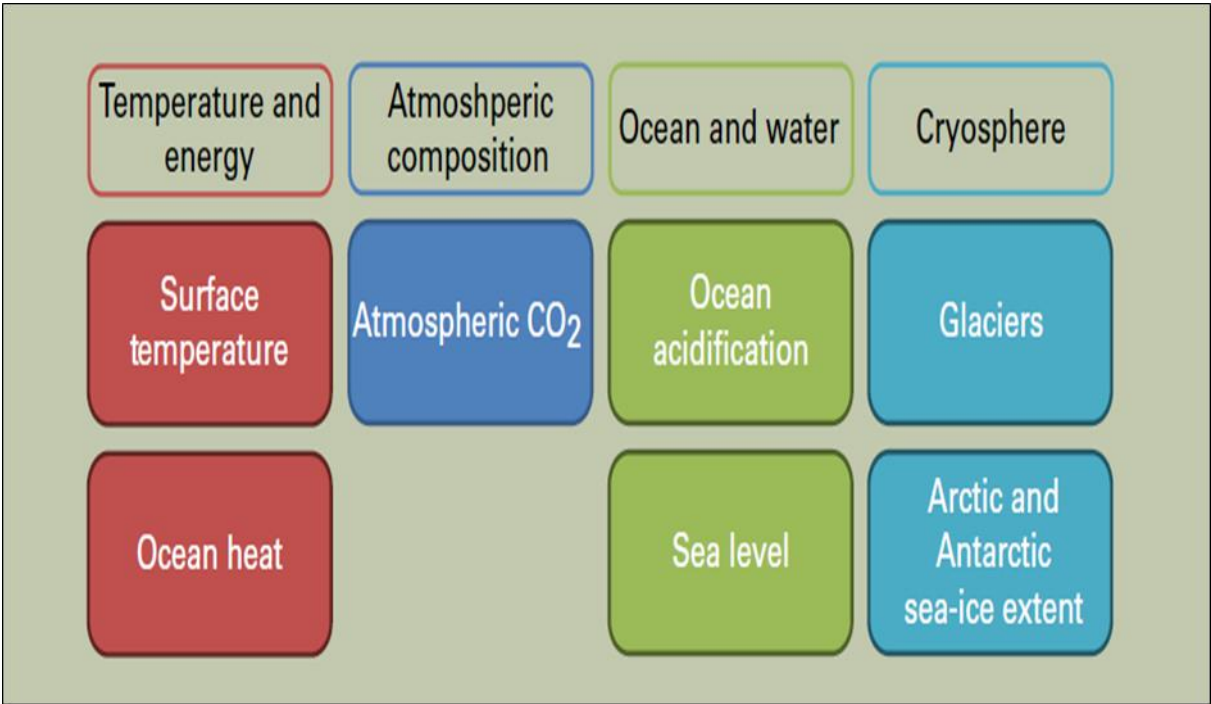 Temperature and
energy
Atmoshperic
composition
Ocean and water
Cryosphere
Surface
temperature
Atmospheric CO2
Ocean
acidification
Glaciers
Ocean heat
Sea level
Arctic and
Antarctic
sea-ice extent